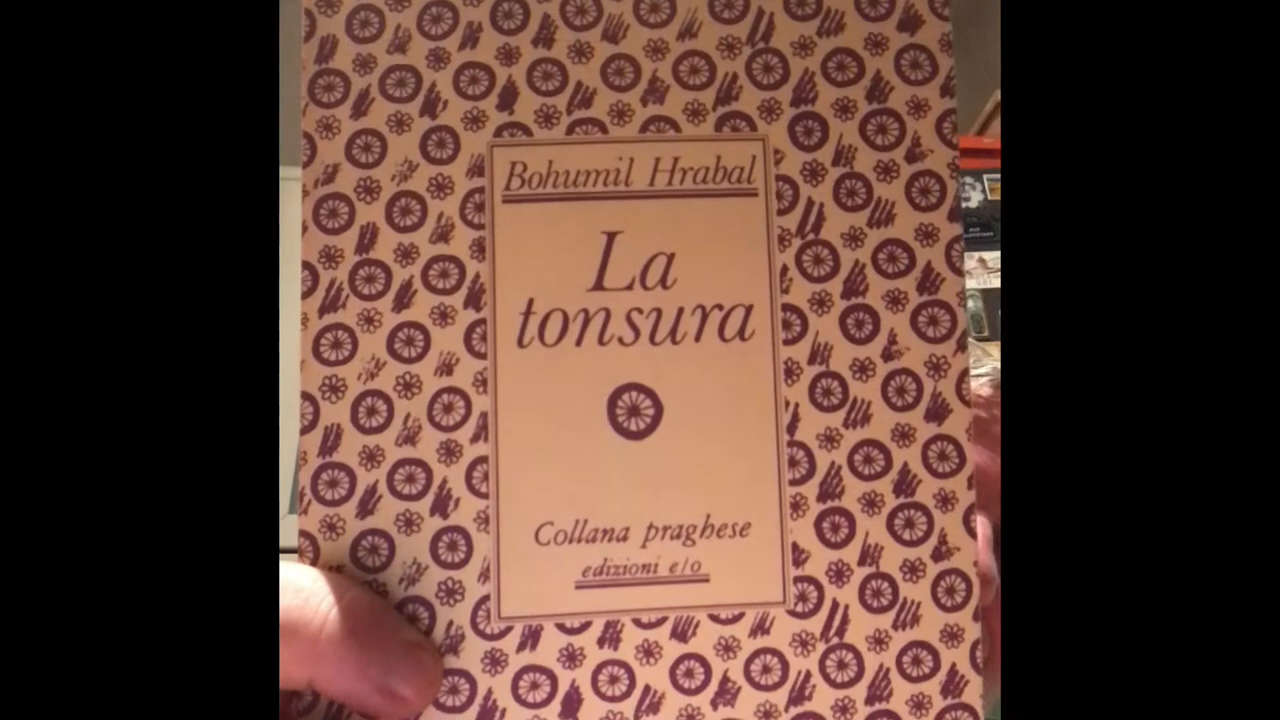 Bohumil Hrabal
La
tonsura
Collana praghese
edizioni e/o